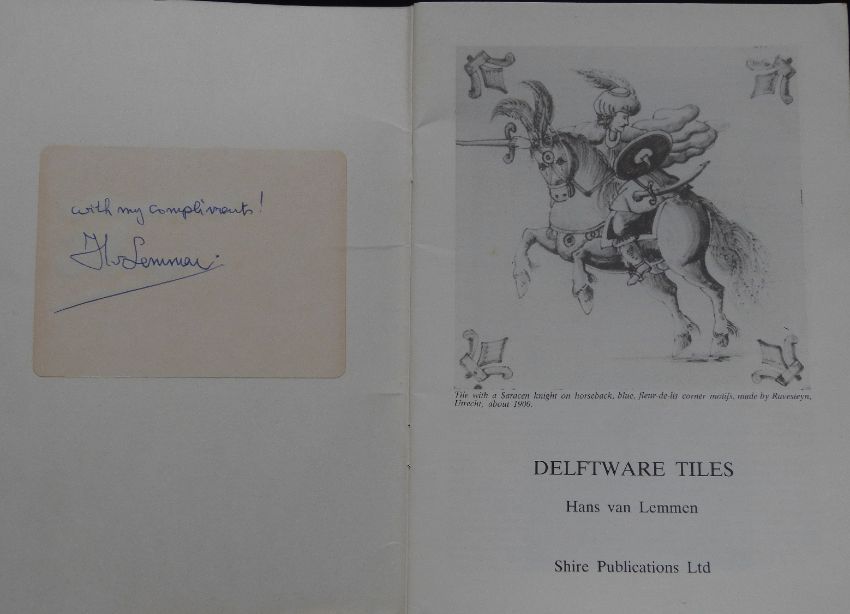 with my compliments!
H v Lemmen.
Tile with a Saracen knight on horseback, blue, fleur-de-lis corner motifs, made by Ravesteyn,
Utrecht, about 1900.
DELFTWARE TILES
Hans van Lemmen
Shire Publications Ltd